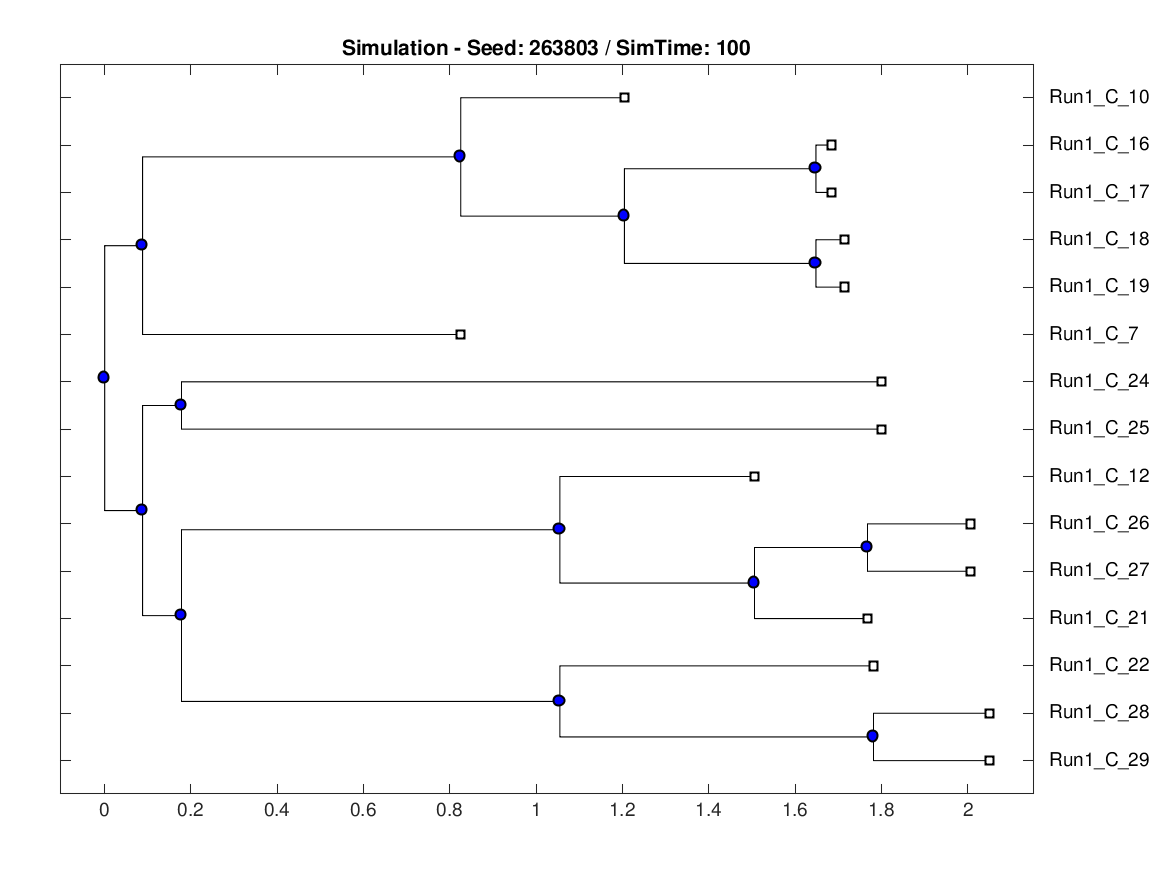 Simulation - Seed: 263803 / SimTime: 100
Run1_C_10
Run1_C_16
Run1_C_17
Run1_C_18
Run1_C_19
Run1_C_7
Run1_C_24
Run1_C_25
Run1_C_12
Run1_C_26
Run1_C_27
Run1_C_21
Run1_C_22
Run1_C_28
Run1_C_29
0 0.2 0.4 0.6 0.8 1 1.2 1.4 1.6 1.8 2